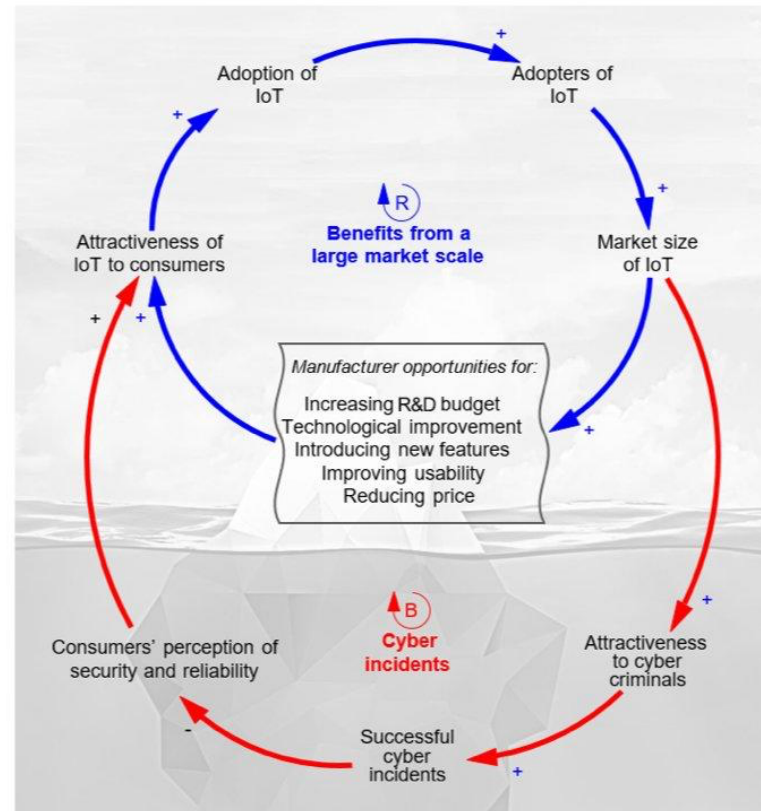 +
Adoption of
IoT
Adopters of
IoT
+
+
R
Benefits from a
large market scale
Attractiveness of
IoT to consumers
Market size
of IoT
+
+
Manufacturer opportunities for:
Increasing R&D budget
Technological improvement
Introducing new features
Improving usability
Reducing price
+
B
Cyber
incidents
+
Consumers' perception of
security and reliability
Attractiveness
to cyber
criminals
-
Successful
cyber
incidents
+